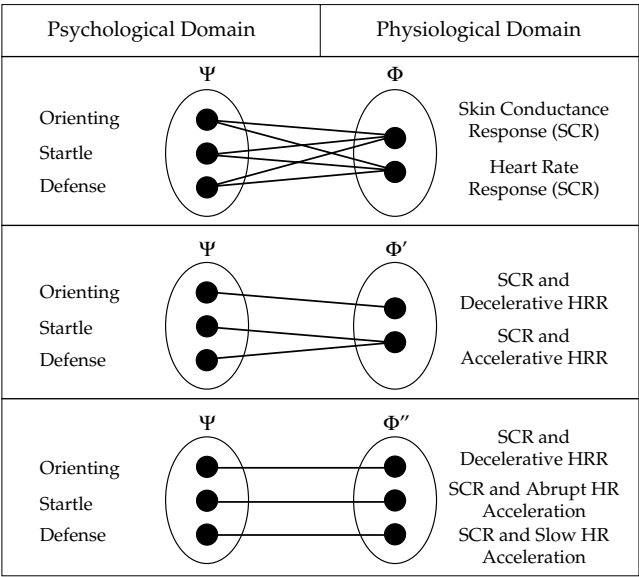 Psychological Domain
Physiological Domain
Ψ
Φ
Orienting
Startle
Defense
Skin Conductance
Response (SCR)
Heart Rate
Response (SCR)
Ψ
Φ′
Orienting
Startle
Defense
SCR and
Decelerative HRR
SCR and
Accelerative HRR
Ψ
Φ″
Orienting
Startle
Defense
SCR and
Decelerative HRR
SCR and Abrupt HR
Acceleration
SCR and Slow HR
Acceleration